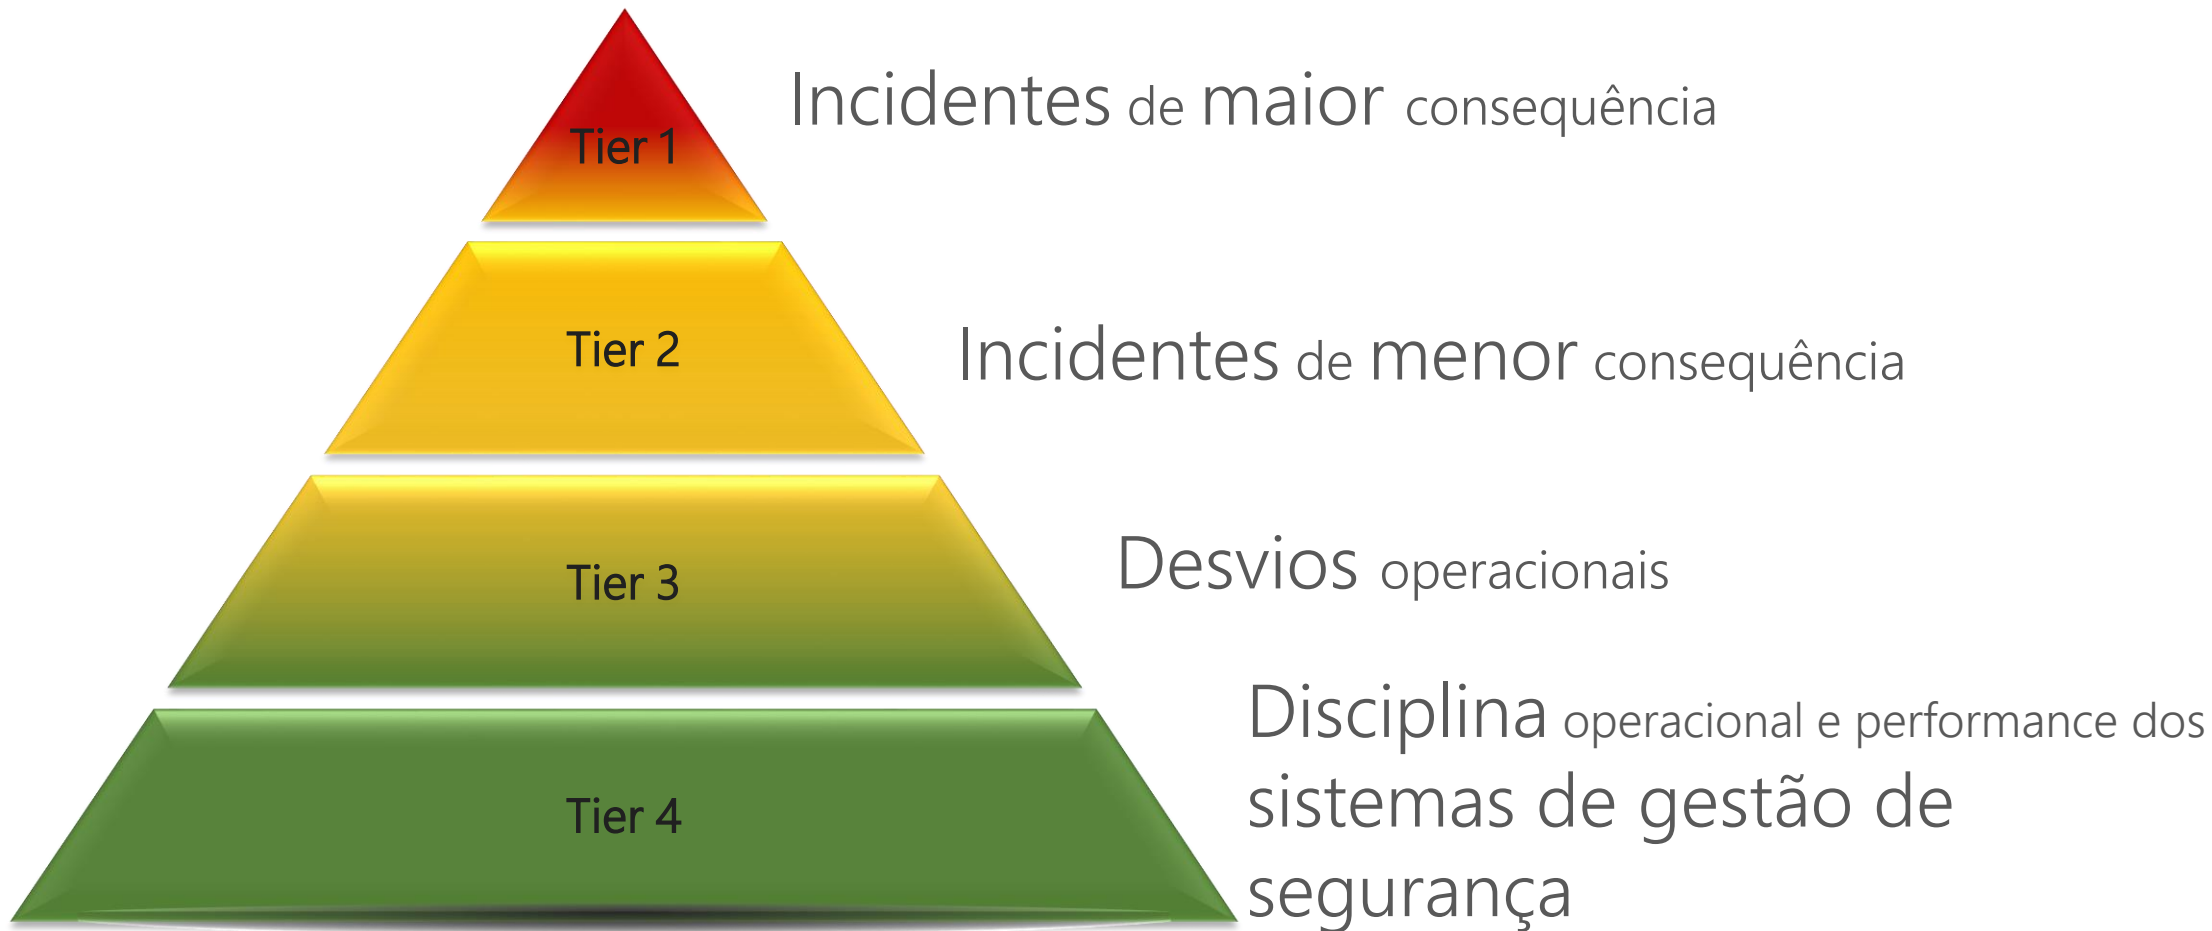 Tier 1
Incidentes de maior consequência
Tier 2
Incidentes de menor consequência
Tier 3
Desvios operacionais
Tier 4
Disciplina operacional e performance dos
sistemas de gestão de
segurança